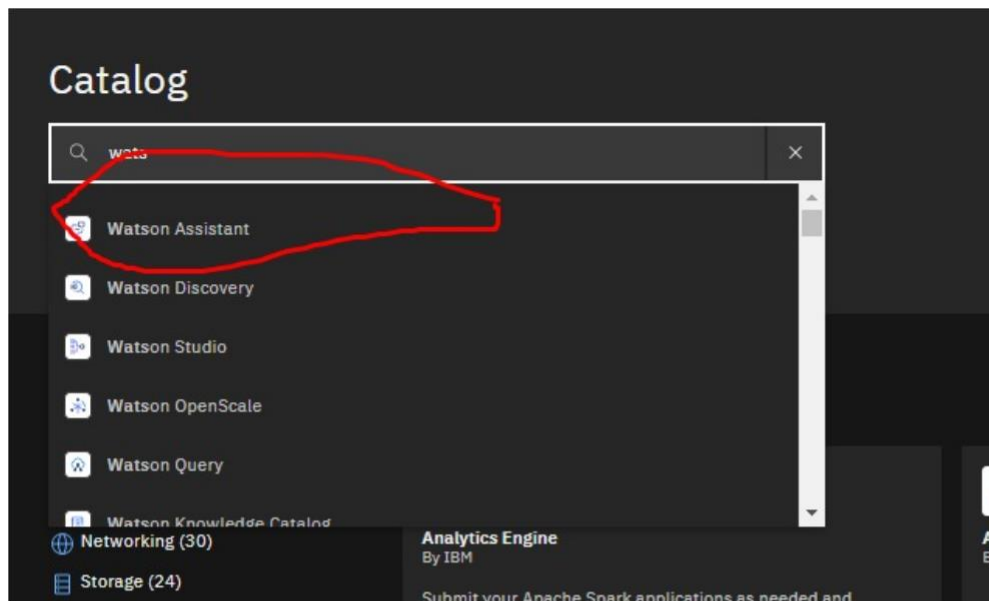 Catalog
wats
Watson Assistant
Watson Discovery
Watson Studio
Watson OpenScale
Watson Query
Watson Knowledge Catalog
Networking (30)
Storage (24)
Analytics Engine
By IBM
Submit your Apache Spark applications as needed and